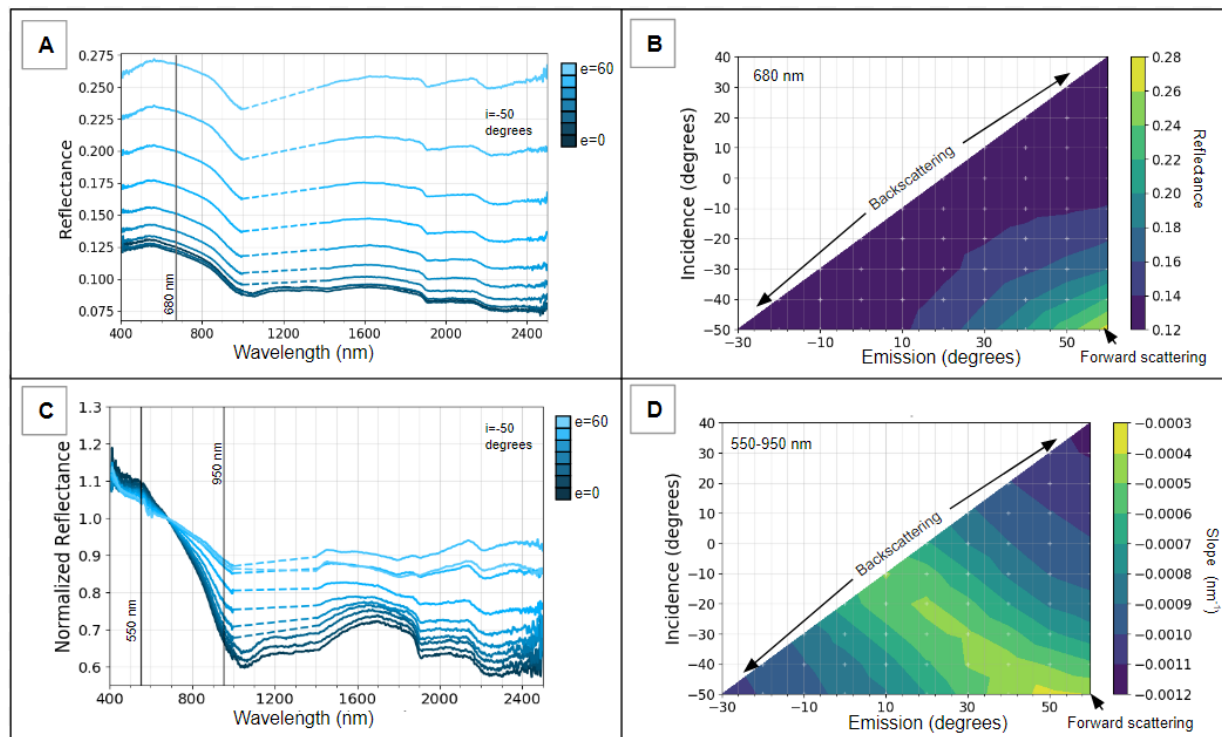 A
0.275
0.250
0.225
0.200
0.175
0.150
0.125
0.100
0.075
Reflectance
680 nm
i=-50
degrees
e=60
e=0
400
800
1200
1600
2000
2400
Wavelength (nm)
B
680 nm
40
30
20
10
0
−10
−20
−30
−40
−50
Incidence (degrees)
Backscattering
−30
−10
10
30
50
Emission (degrees)
Forward scattering
0.28
0.26
0.24
0.22
0.20
0.18
0.16
0.14
0.12
Reflectance
C
1.3
1.2
1.1
1.0
0.9
0.8
0.7
0.6
Normalized Reflectance
550 nm
950 nm
i=-50
degrees
e=60
e=0
400
800
1200
1600
2000
2400
Wavelength (nm)
D
550-950 nm
40
30
20
10
0
−10
−20
−30
−40
−50
Incidence (degrees)
Backscattering
−30
−10
10
30
50
Emission (degrees)
Forward scattering
−0.0003
−0.0004
−0.0005
−0.0006
−0.0007
−0.0008
−0.0009
−0.0010
−0.0011
−0.0012
Slope (nm⁻¹)